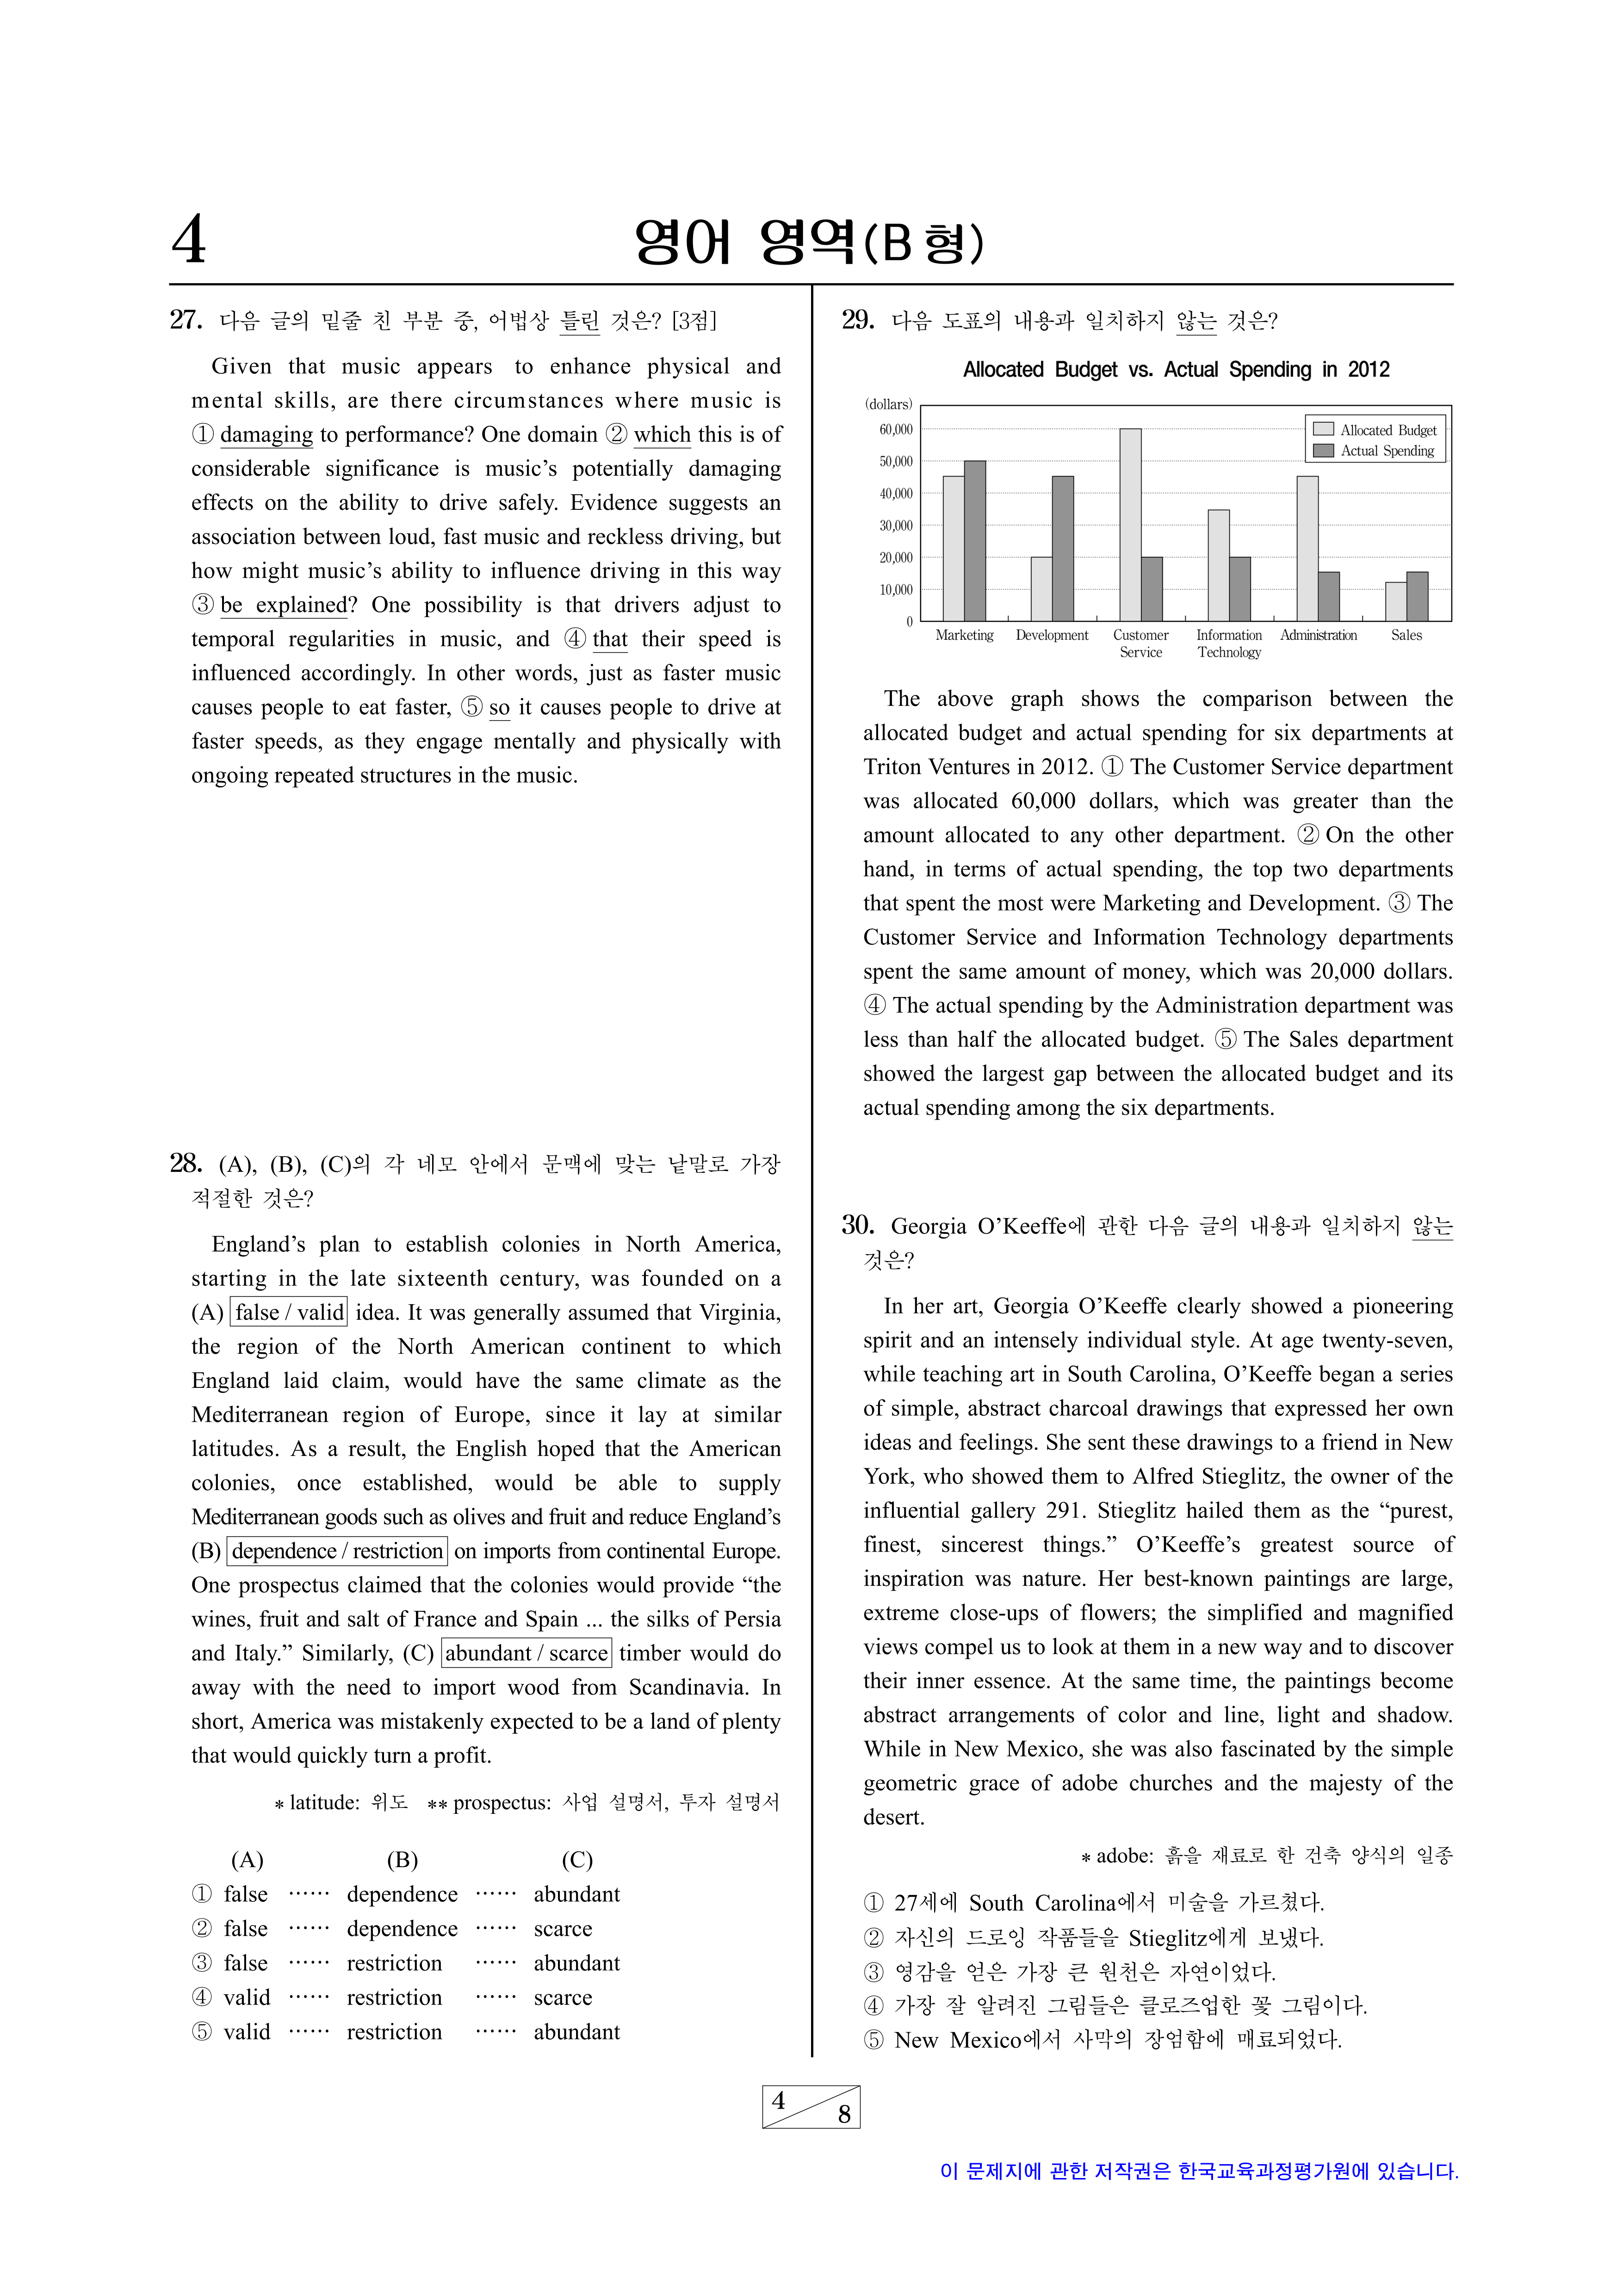 4
영어 영역(B 형)
27. 다음 글의 밑줄 친 부분 중, 어법상 틀린 것은? [3점]
Given that music appears to enhance physical and
mental skills, are there circumstances where music is
① damaging to performance? One domain ② which this is of
considerable significance is music’s potentially damaging
effects on the ability to drive safely. Evidence suggests an
association between loud, fast music and reckless driving, but
how might music’s ability to influence driving in this way
③ be explained? One possibility is that drivers adjust to
temporal regularities in music, and ④ that their speed is
influenced accordingly. In other words, just as faster music
causes people to eat faster, ⑤ so it causes people to drive at
faster speeds, as they engage mentally and physically with
ongoing repeated structures in the music.
28. (A), (B), (C)의 각 네모 안에서 문맥에 맞는 낱말로 가장
적절한 것은?
England’s plan to establish colonies in North America,
starting in the late sixteenth century, was founded on a
(A) false / valid idea. It was generally assumed that Virginia,
the region of the North American continent to which
England laid claim, would have the same climate as the
Mediterranean region of Europe, since it lay at similar
latitudes. As a result, the English hoped that the American
colonies, once established, would be able to supply
Mediterranean goods such as olives and fruit and reduce England’s
(B) dependence / restriction on imports from continental Europe.
One prospectus claimed that the colonies would provide “the
wines, fruit and salt of France and Spain ... the silks of Persia
and Italy.” Similarly, (C) abundant / scarce timber would do
away with the need to import wood from Scandinavia. In
short, America was mistakenly expected to be a land of plenty
that would quickly turn a profit.
* latitude: 위도 ** prospectus: 사업 설명서, 투자 설명서
(A) (B) (C)
① false …… dependence …… abundant
② false …… dependence …… scarce
③ false …… restriction …… abundant
④ valid …… restriction …… scarce
⑤ valid …… restriction …… abundant
29. 다음 도표의 내용과 일치하지 않는 것은?
Allocated Budget vs. Actual Spending in 2012
(dollars)
60,000
50,000
40,000
30,000
20,000
10,000
0
Allocated Budget
Actual Spending
Marketing Development Customer Information Administration Sales
Service Technology
The above graph shows the comparison between the
allocated budget and actual spending for six departments at
Triton Ventures in 2012. ① The Customer Service department
was allocated 60,000 dollars, which was greater than the
amount allocated to any other department. ② On the other
hand, in terms of actual spending, the top two departments
that spent the most were Marketing and Development. ③ The
Customer Service and Information Technology departments
spent the same amount of money, which was 20,000 dollars.
④ The actual spending by the Administration department was
less than half the allocated budget. ⑤ The Sales department
showed the largest gap between the allocated budget and its
actual spending among the six departments.
30. Georgia O’Keeffe에 관한 다음 글의 내용과 일치하지 않는
것은?
In her art, Georgia O’Keeffe clearly showed a pioneering
spirit and an intensely individual style. At age twenty-seven,
while teaching art in South Carolina, O’Keeffe began a series
of simple, abstract charcoal drawings that expressed her own
ideas and feelings. She sent these drawings to a friend in New
York, who showed them to Alfred Stieglitz, the owner of the
influential gallery 291. Stieglitz hailed them as the “purest,
finest, sincerest things.” O’Keeffe’s greatest source of
inspiration was nature. Her best-known paintings are large,
extreme close-ups of flowers; the simplified and magnified
views compel us to look at them in a new way and to discover
their inner essence. At the same time, the paintings become
abstract arrangements of color and line, light and shadow.
While in New Mexico, she was also fascinated by the simple
geometric grace of adobe churches and the majesty of the
desert.
* adobe: 흙을 재료로 한 건축 양식의 일종
① 27세에 South Carolina에서 미술을 가르쳤다.
② 자신의 드로잉 작품들을 Stieglitz에게 보냈다.
③ 영감을 얻은 가장 큰 원천은 자연이었다.
④ 가장 잘 알려진 그림들은 클로즈업한 꽃 그림이다.
⑤ New Mexico에서 사막의 장엄함에 매료되었다.
4
8
이 문제지에 관한 저작권은 한국교육과정평가원에 있습니다.